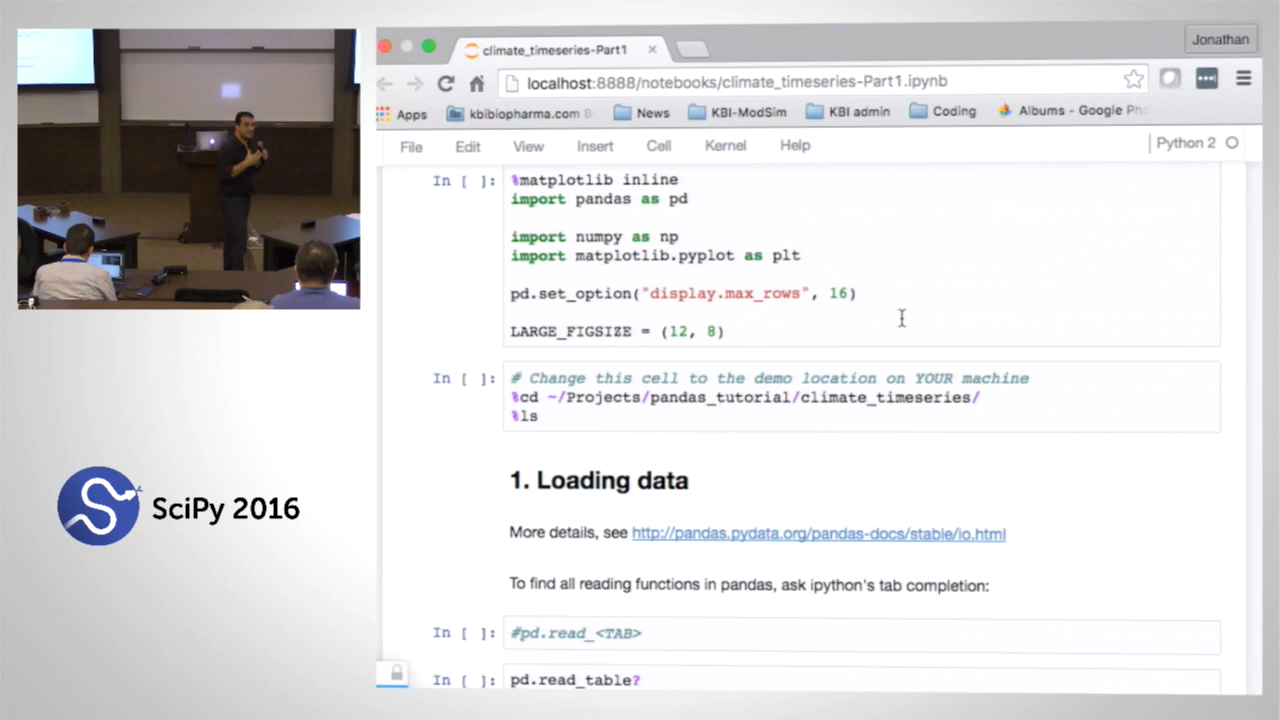 Jonathan
climate_timeseries-Part1
localhost:8888/notebooks/climate_timeseries-Part1.ipynb
Apps kbibiopharma.com News KBI-ModSim KBI admin Coding Albums - Google Pho
File Edit View Insert Cell Kernel Help Python 2
In [ ]: %matplotlib inline
import pandas as pd
import numpy as np
import matplotlib.pyplot as plt
pd.set_option("display.max_rows", 16)
LARGE_FIGSIZE = (12, 8)
In [ ]: # Change this cell to the demo location on YOUR machine
%cd ~/Projects/pandas_tutorial/climate_timeseries/
%ls
1. Loading data
More details, see http://pandas.pydata.org/pandas-docs/stable/io.html
To find all reading functions in pandas, ask ipython's tab completion:
In [ ]: #pd.read_<TAB>
In [ ]: pd.read_table?
SciPy 2016